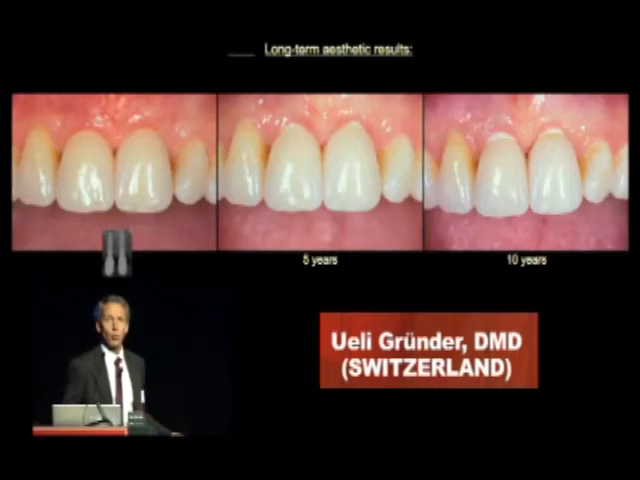 Long-term aesthetic results:
5 years
10 years
Ueli Gründer, DMD
(SWITZERLAND)